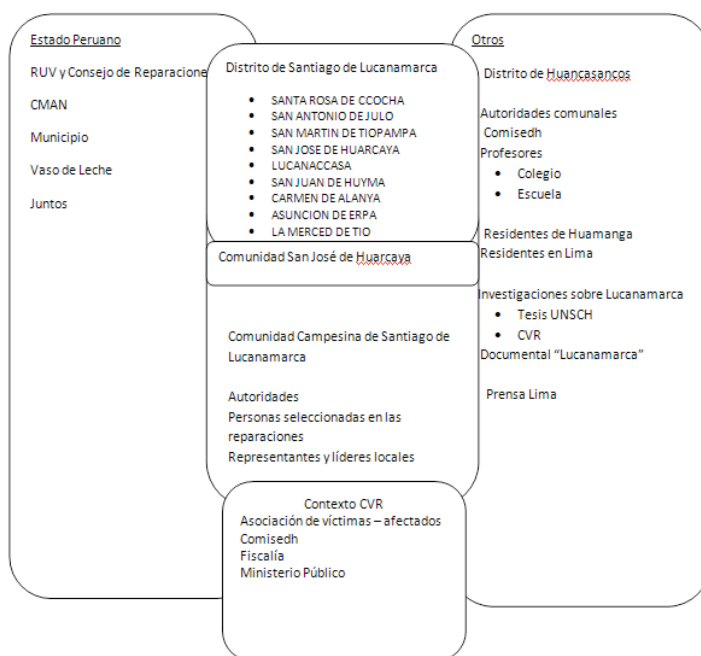 Estado Peruano
RUV y Consejo de Reparacione
CMAN
Municipio
Vaso de Leche
Juntos
Distrito de Santiago de Lucanamarca
• SANTA ROSA DE CCOCHA
• SAN ANTONIO DE JULO
• SAN MARTIN DE TIOPAMPA
• SAN JOSE DE HUARCAYA
• LUCANACCASA
• SAN JUAN DE HUYMA
• CARMEN DE ALANYA
• ASUNCION DE ERPA
• LA MERCED DE TIO
Comunidad San José de Huarcaya
Comunidad Campesina de Santiago de
Lucanamarca
Autoridades
Personas seleccionadas en las
reparaciones
Representantes y líderes locales
Contexto CVR
Asociación de víctimas – afectados
Comisedh
Fiscalía
Ministerio Público
Otros
Distrito de Huancasancos
Autoridades comunales
Comisedh
Profesores
• Colegio
• Escuela
Residentes de Huamanga
Residentes en Lima
Investigaciones sobre Lucanamarca
• Tesis UNSCH
• CVR
Documental “Lucanamarca”
Prensa Lima